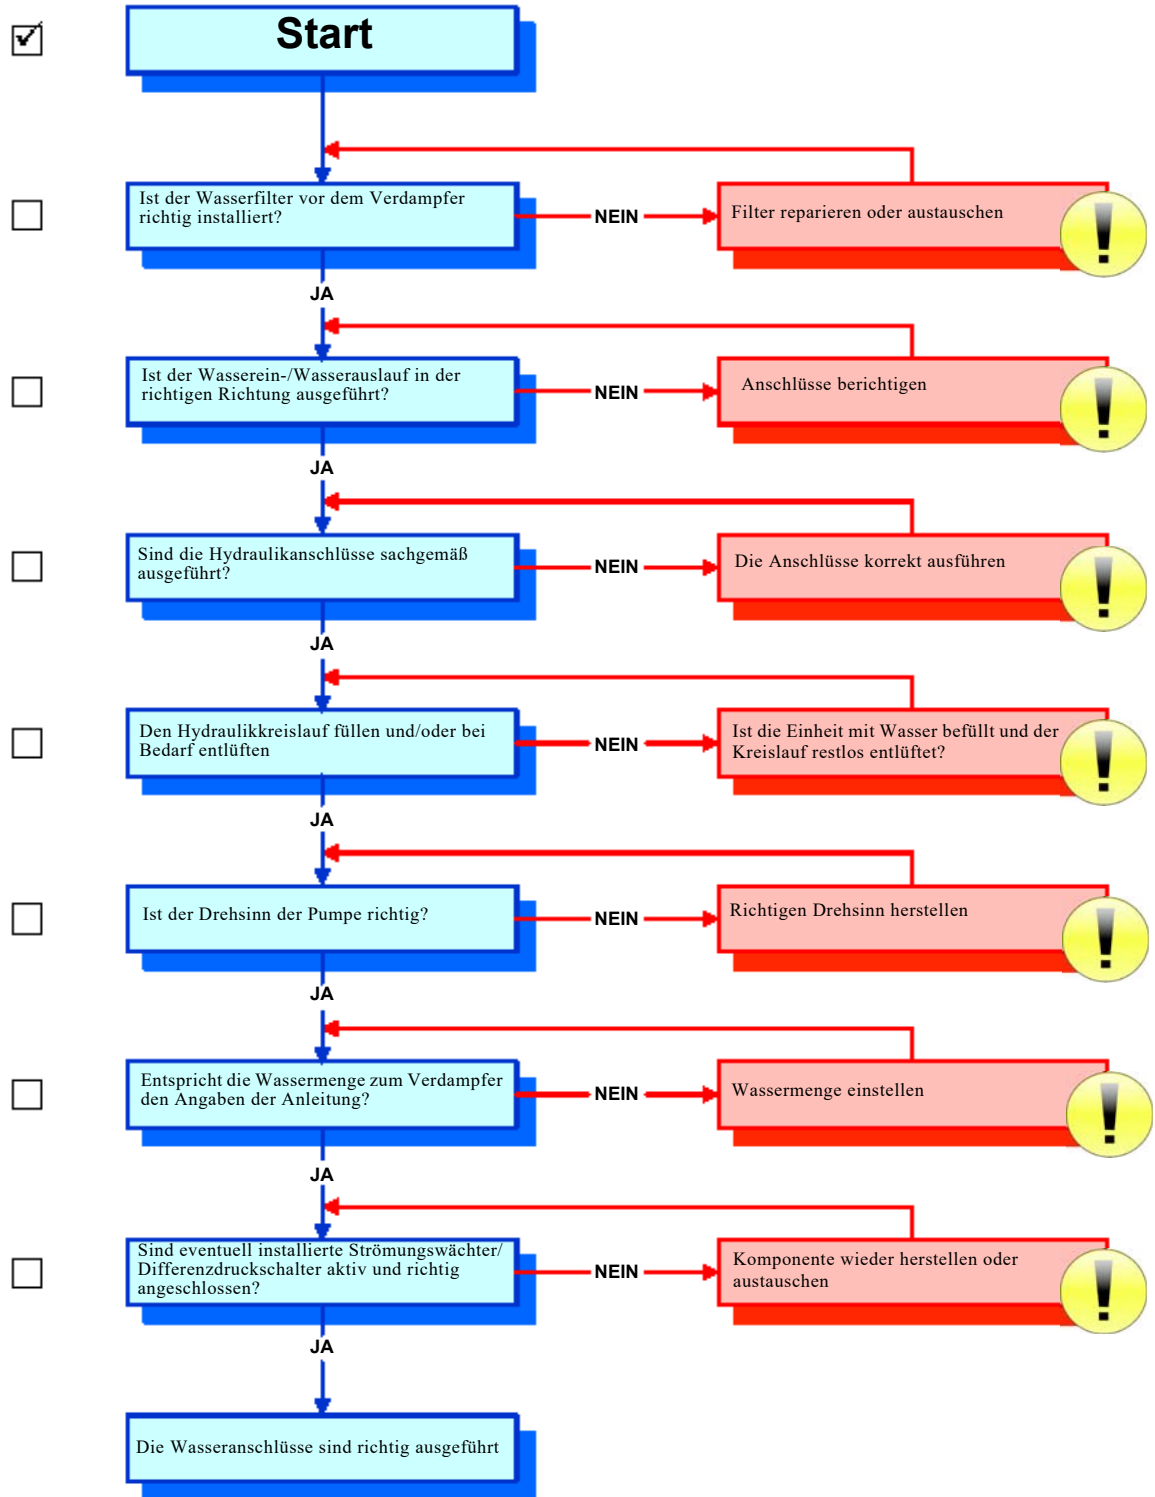 Start
Ist der Wasserfilter vor dem Verdampfer
richtig installiert?
NEIN
Filter reparieren oder austauschen
JA
Ist der Wasserein-/Wasserauslauf in der
richtigen Richtung ausgeführt?
NEIN
Anschlüsse berichtigen
JA
Sind die Hydraulikanschlüsse sachgemäß
ausgeführt?
NEIN
Die Anschlüsse korrekt ausführen
JA
Den Hydraulikkreislauf füllen und/oder bei
Bedarf entlüften
NEIN
Ist die Einheit mit Wasser befüllt und der
Kreislauf restlos entlüftet?
JA
Ist der Drehsinn der Pumpe richtig?
NEIN
Richtigen Drehsinn herstellen
JA
Entspricht die Wassermenge zum Verdampfer
den Angaben der Anleitung?
NEIN
Wassermenge einstellen
JA
Sind eventuell installierte Strömungswächter/
Differenzdruckschalter aktiv und richtig
angeschlossen?
NEIN
Komponente wieder herstellen oder
austauschen
JA
Die Wasseranschlüsse sind richtig ausgeführt